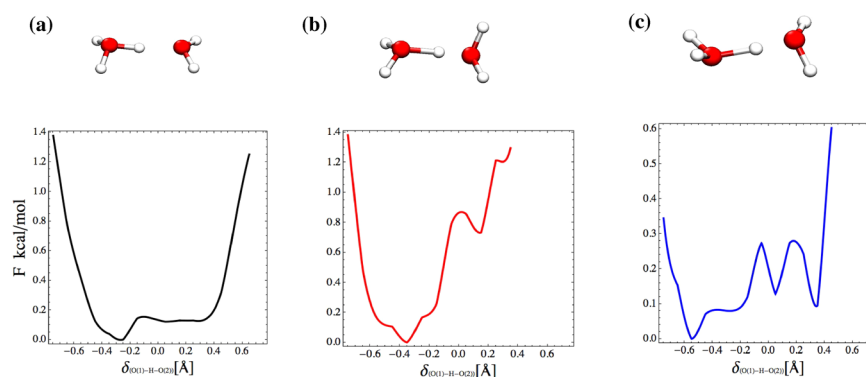 (a) (b) (c)
1.4 1.4 0.6
1.2 1.2 0.5
1.0 1.0 0.4
0.8 0.8 0.3
0.6 0.6 0.2
0.4 0.4 0.1
0.2 0.2 0.0
0.0 0.0
F kcal/mol
−0.6 −0.4 −0.2 0.0 0.2 0.4 0.6 −0.6 −0.4 −0.2 0.0 0.2 0.4 0.6 −0.6 −0.4 −0.2 0.0 0.2 0.4 0.6
δ(O(1)−H−O(2))[Å] δ(O(1)−H−O(2))[Å] δ(O(1)−H−O(2))[Å]